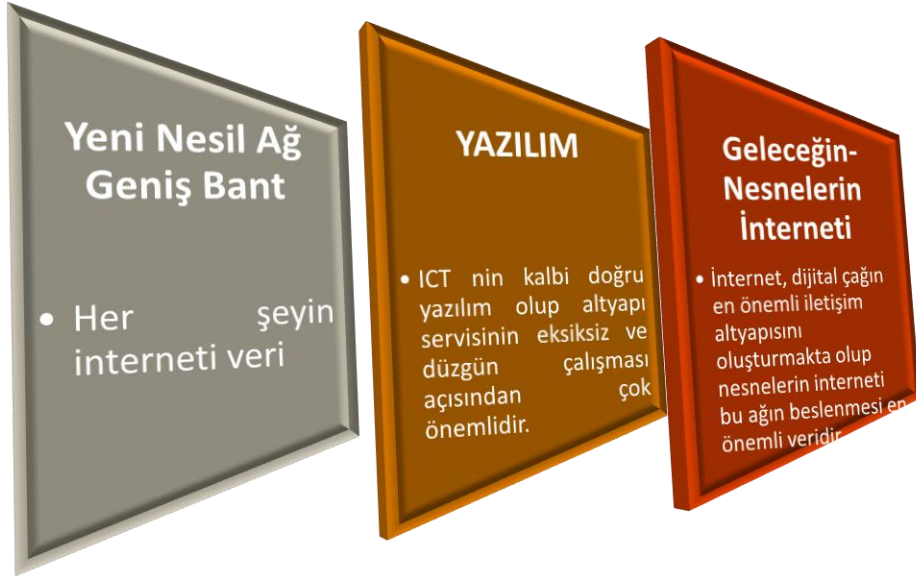 Yeni Nesil Ağ
Geniş Bant
• Her şeyin
interneti veri
YAZILIM
• ICT nin kalbi doğru
yazılım olup altyapı
servisinin eksiksiz ve
düzgün çalışması
açısından çok
önemlidir.
Geleceğin-
Nesnelerin
İnterneti
• İnternet, dijital çağın
en önemli iletişim
altyapısını
oluşturmakta olup
nesnelerin interneti
bu ağın beslenmesi en
önemli veridir.